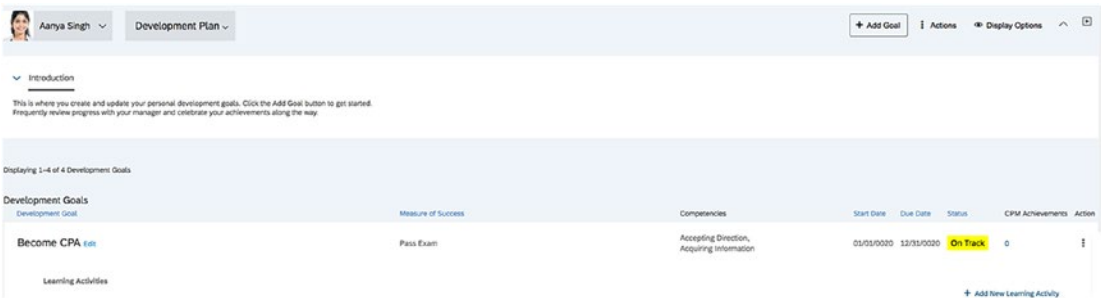 Aanya Singh
Development Plan
+ Add Goal
Actions
Display Options
Introduction
This is where you create and update your personal development goals. Click the Add Goal button to get started.
Frequently review progress with your manager and celebrate your achievements along the way.
Displaying 1-4 of 4 Development Goals
Development Goals
Development Goal Measure of Success Competencies Start Date Due Date Status CPM Achievements Action
Become CPA Edit Pass Exam Accepting Direction, 01/01/0020 12/31/0020 On Track 0
Acquiring Information
Learning Activities
+ Add New Learning Activity